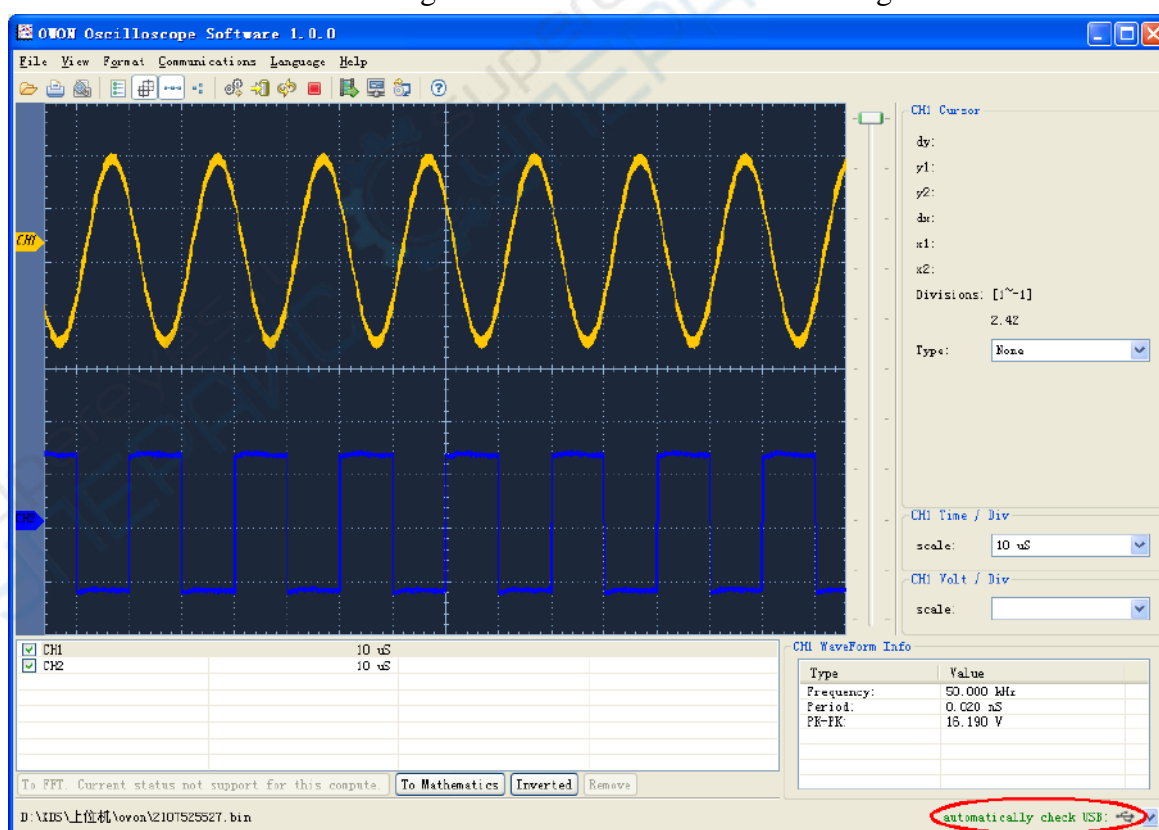 OWON Oscilloscope Software 1.0.0
File View Format Communications Language Help
CH1 Cursor
dy:
y1:
y2:
dx:
x1:
x2:
Divisions: [1~-1]
2.42
Type: None
CH1
CH1 Time / Div
scale: 10 uS
CH1 Volt / Div
scale:
CH1 10 uS
CH2 10 uS
CH1 WaveForm Info
Type Value
Frequency: 50.000 kHz
PK-PK: 16.190 V
To FFT. Current status not support for this compute. To Mathematics Inverted Remove
D:\XDS\上位机\owon\2107525527.bin automatically check USB: